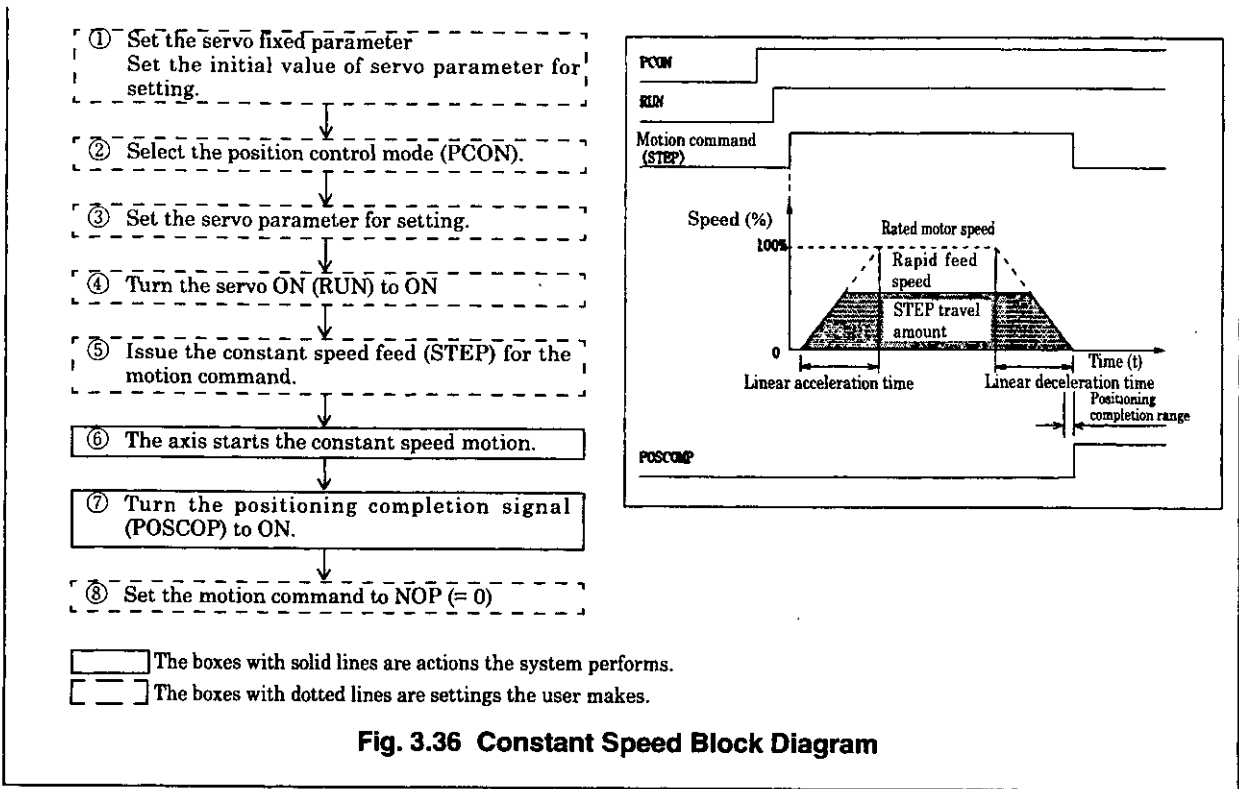 ① Set the servo fixed parameter
Set the initial value of servo parameter for
setting.
② Select the position control mode (PCON).
③ Set the servo parameter for setting.
④ Turn the servo ON (RUN) to ON
⑤ Issue the constant speed feed (STEP) for the
motion command.
⑥ The axis starts the constant speed motion.
⑦ Turn the positioning completion signal
(POSCOP) to ON.
⑧ Set the motion command to NOP (= 0)
The boxes with solid lines are actions the system performs.
The boxes with dotted lines are settings the user makes.
PCON
RUN
Motion command
(STEP)
Speed (%)
Rated motor speed
100%
Rapid feed
speed
STEP travel
amount
0
Time (t)
Linear acceleration time
Linear deceleration time
Positioning
completion range
POSCOMP
Fig. 3.36 Constant Speed Block Diagram